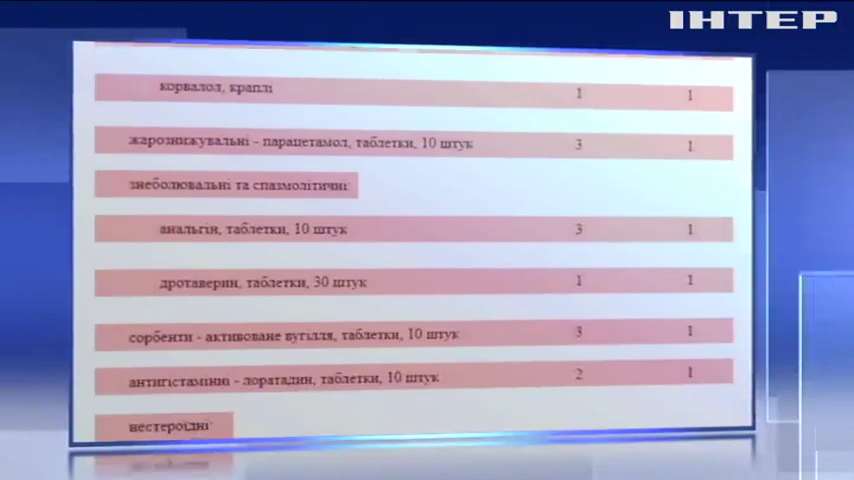 ІНТЕР
корвалол, краплі 1 1
жарознижувальні - парацетамол, таблетки, 10 штук 3 1
знеболювальні та спазмолітичні:
анальгін, таблетки, 10 штук 3 1
дротаверин, таблетки, 30 штук 1 1
сорбенти - активоване вугілля, таблетки, 10 штук 3 1
антигістамінні - лоратадин, таблетки, 10 штук 2 1
нестероїдні